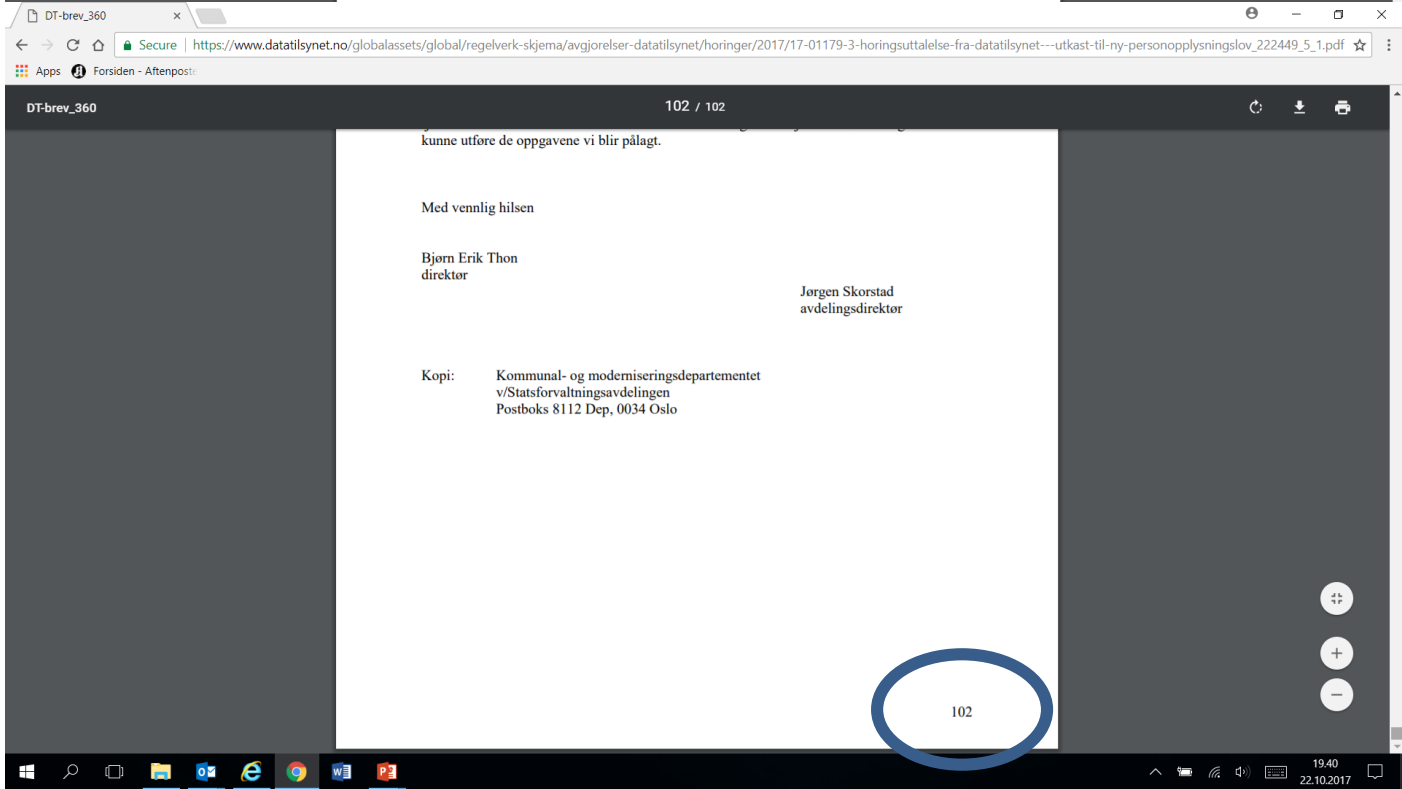 DT-brev_360
Secure https://www.datatilsynet.no/globalassets/global/regelverk-skjema/avgjorelser-datatilsynet/horinger/2017/17-01179-3-horingsuttalelse-fra-datatilsynet---utkast-til-ny-personopplysningslov_222449_5_1.pdf
Apps Forsiden - Aftenposte
DT-brev_360 102 / 102
kunne utføre de oppgavene vi blir pålagt.
Med vennlig hilsen
Bjørn Erik Thon
direktør
Jørgen Skorstad
avdelingsdirektør
Kopi: Kommunal- og moderniseringsdepartementet
v/Statsforvaltningsavdelingen
Postboks 8112 Dep, 0034 Oslo
102
19.40
22.10.2017